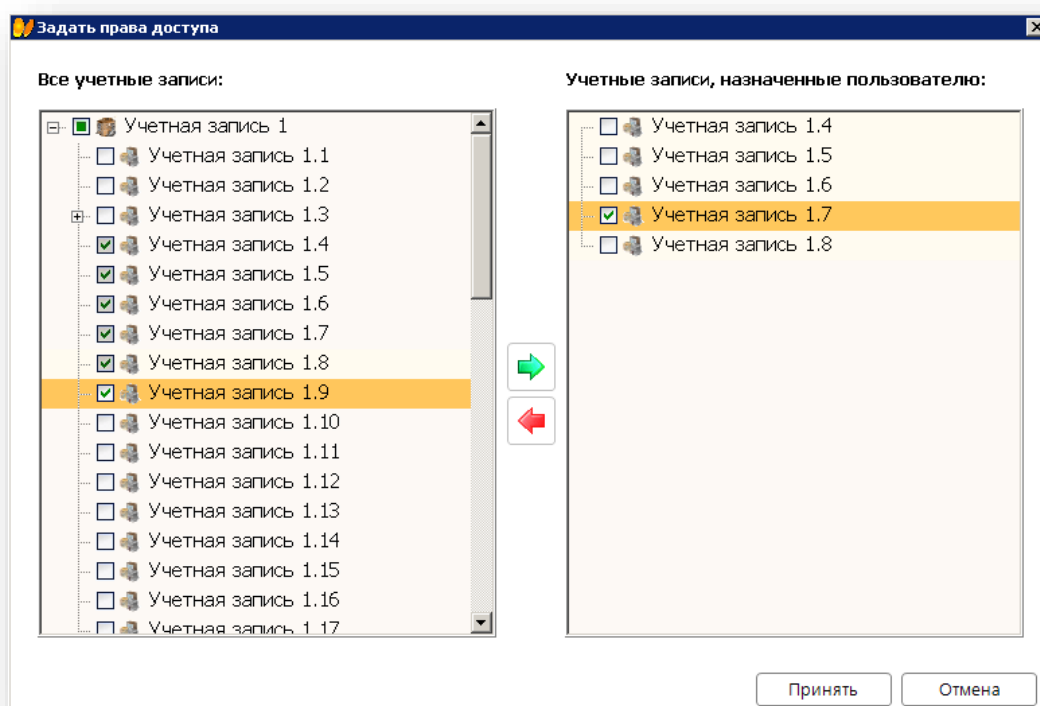 Задать права доступа
Все учетные записи:
Учетные записи, назначенные пользователю:
Учетная запись 1
Учетная запись 1.1
Учетная запись 1.2
Учетная запись 1.3
Учетная запись 1.4
Учетная запись 1.5
Учетная запись 1.6
Учетная запись 1.7
Учетная запись 1.8
Учетная запись 1.9
Учетная запись 1.10
Учетная запись 1.11
Учетная запись 1.12
Учетная запись 1.13
Учетная запись 1.14
Учетная запись 1.15
Учетная запись 1.16
Учетная запись 1.17
Учетная запись 1.4
Учетная запись 1.5
Учетная запись 1.6
Учетная запись 1.7
Учетная запись 1.8
Принять
Отмена